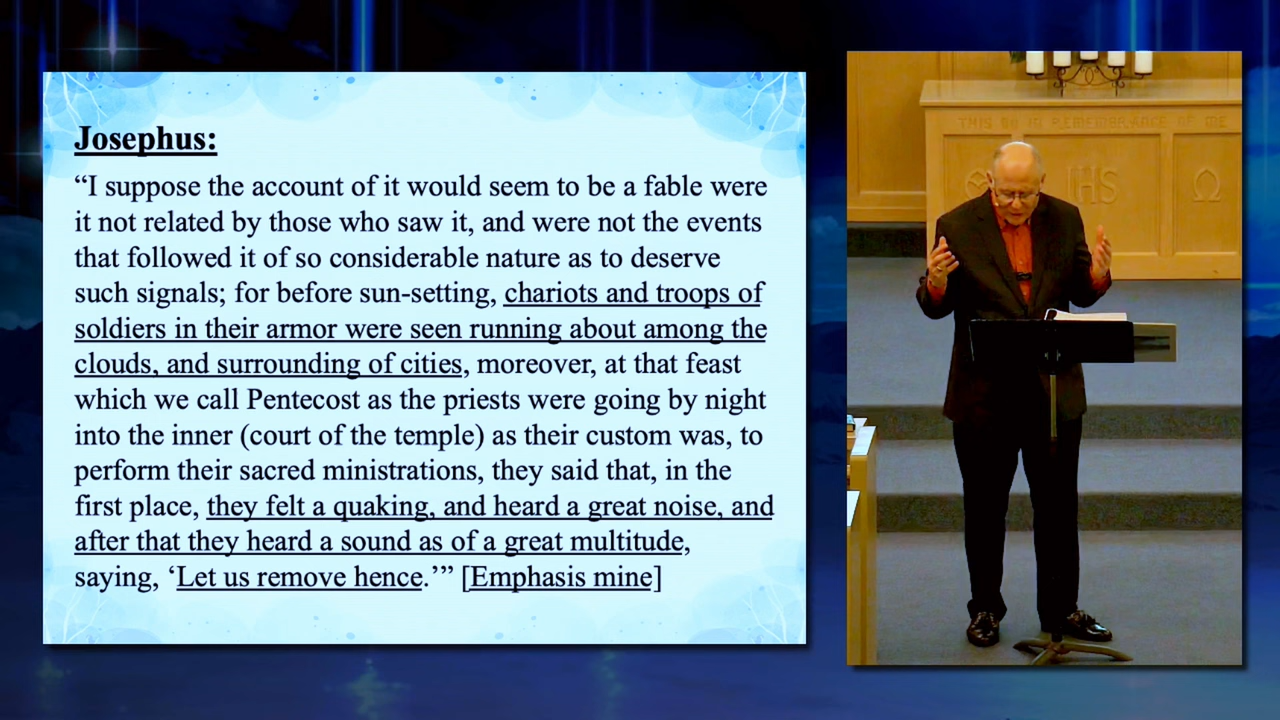 Josephus:
“I suppose the account of it would seem to be a fable were
it not related by those who saw it, and were not the events
that followed it of so considerable nature as to deserve
such signals; for before sun-setting, chariots and troops of
soldiers in their armor were seen running about among the
clouds, and surrounding of cities, moreover, at that feast
which we call Pentecost as the priests were going by night
into the inner (court of the temple) as their custom was, to
perform their sacred ministrations, they said that, in the
first place, they felt a quaking, and heard a great noise, and
after that they heard a sound as of a great multitude,
saying, ‘Let us remove hence.’” [Emphasis mine]
THIS DO IN REMEMBRANCE OF ME
IHS Ω